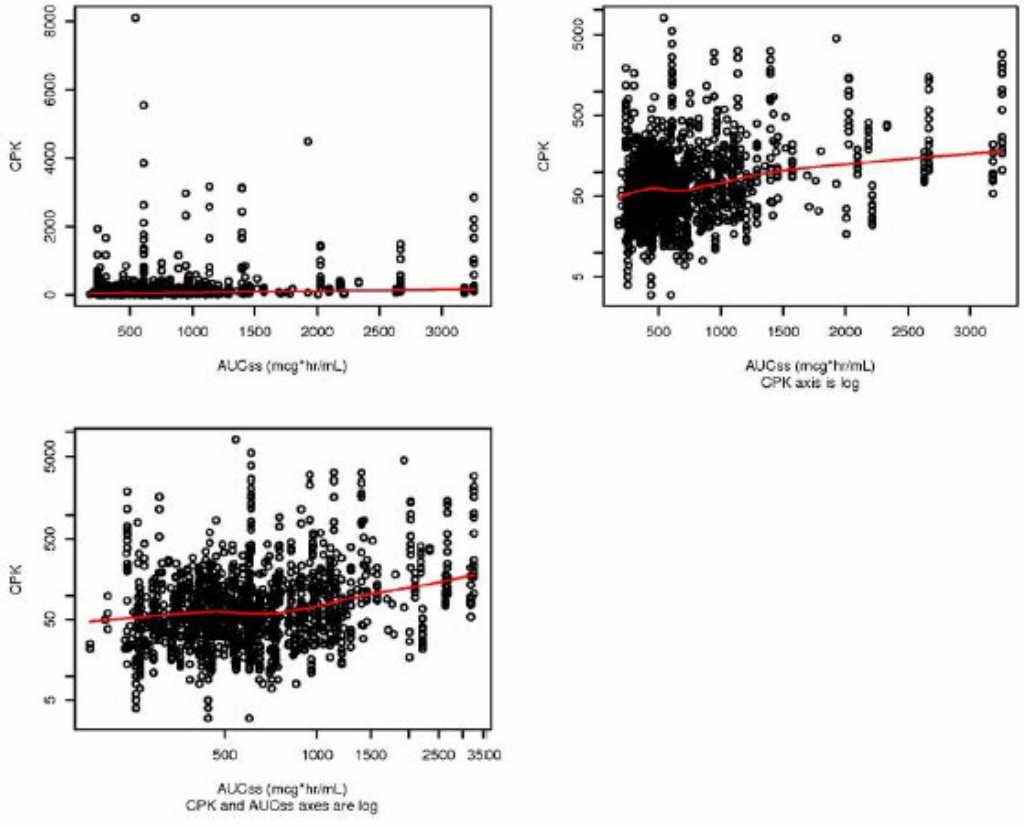 CPK
8000
6000
4000
2000
0
500 1000 1500 2000 2500 3000
AUCss (mcg*hr/mL)
CPK
5000
500
50
5
500 1000 1500 2000 2500 3000
AUCss (mcg*hr/mL)
CPK axis is log
CPK
5000
500
50
5
500 1000 1500 2500 3500
AUCss (mcg*hr/mL)
CPK and AUCss axes are log